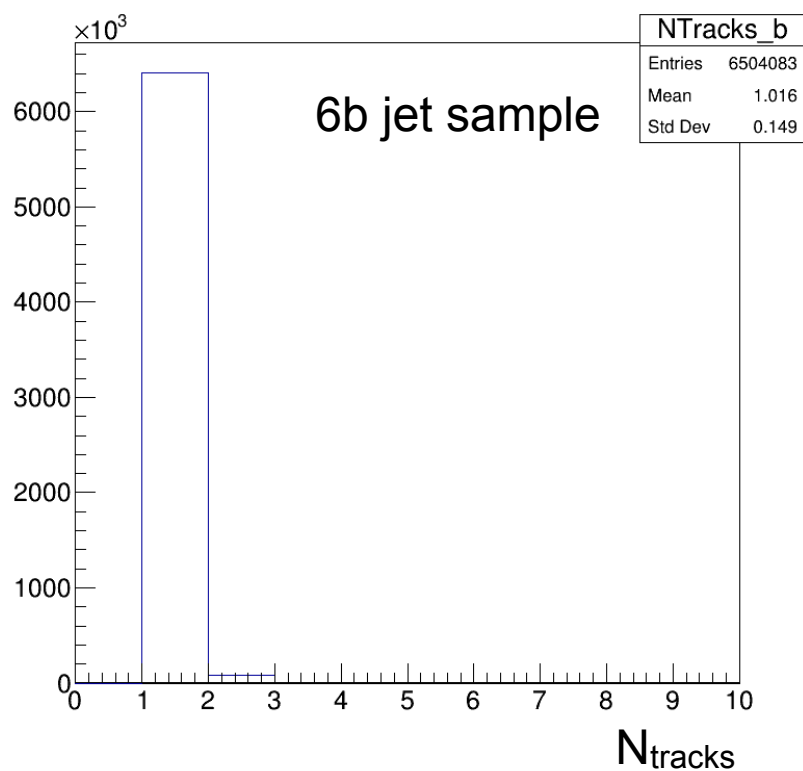 ×10³
NTracks_b
Entries 6504083
Mean 1.016
Std Dev 0.149
6b jet sample
6000
5000
4000
3000
2000
1000
0
0 1 2 3 4 5 6 7 8 9 10
Ntracks